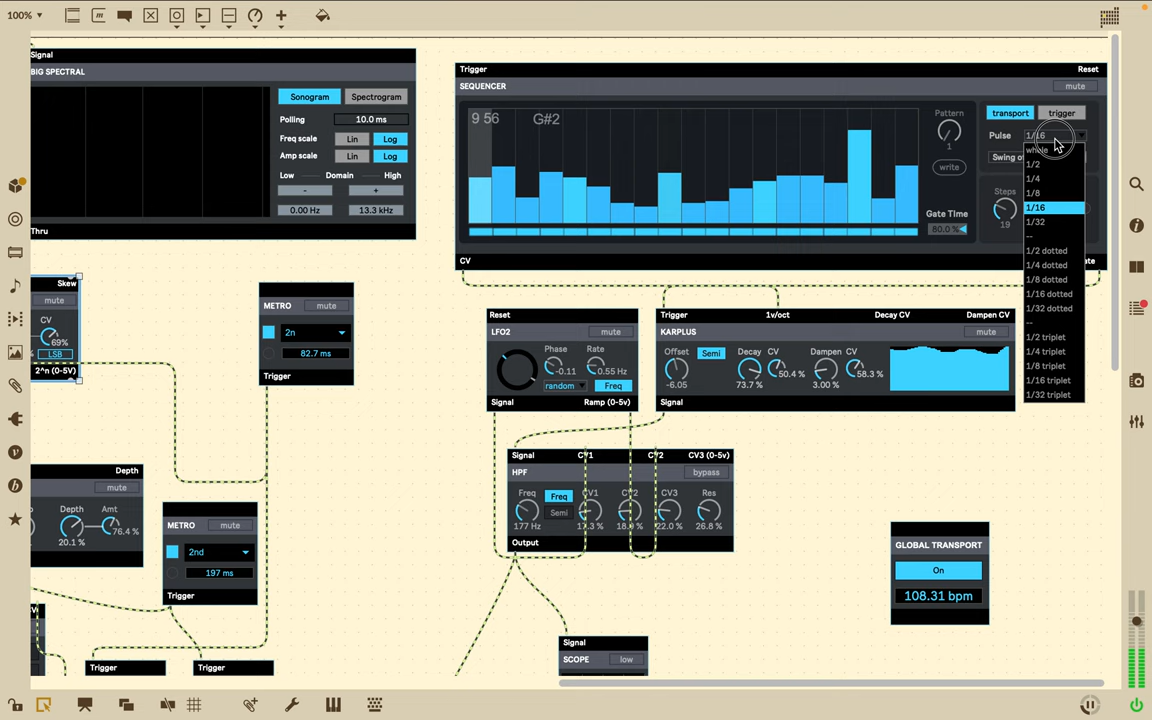 100%
Signal
BIG SPECTRAL
Sonogram
Spectrogram
Polling
10.0 ms
Freq scale
Lin
Log
Amp scale
Lin
Log
Low
Domain
High
-
+
0.00 Hz
13.3 kHz
Thru
Trigger
Reset
SEQUENCER
mute
9 56
G#2
Pattern
1
write
Gate Time
80.0 %
transport
trigger
Pulse
1/16
Swing
Steps
19
CV
whole
1/2
1/4
1/8
1/16
1/32
--
1/2 dotted
1/4 dotted
1/8 dotted
1/16 dotted
1/32 dotted
--
1/2 triplet
1/4 triplet
1/8 triplet
1/16 triplet
1/32 triplet
Skew
mute
CV
69%
LSB
2^n (0-5V)
METRO
mute
2n
82.7 ms
Trigger
Reset
LFO2
mute
Phase
Rate
-0.11
0.55 Hz
random
Freq
Signal
Ramp (0-5v)
Trigger
1v/oct
Decay CV
Dampen CV
KARPLUS
mute
Offset
Semi
Decay
CV
Dampen
CV
-6.05
73.7 %
50.4 %
3.00 %
58.3 %
Signal
Signal
CV1
CV2
CV3 (0-5v)
HPF
bypass
Freq
Freq
CV1
CV2
CV3
Res
Semi
177 Hz
22.0 %
26.8 %
Output
Depth
mute
Depth
Amt
20.1 %
76.4 %
METRO
mute
2nd
197 ms
Trigger
Trigger
Trigger
Signal
SCOPE
low
GLOBAL TRANSPORT
On
108.31 bpm